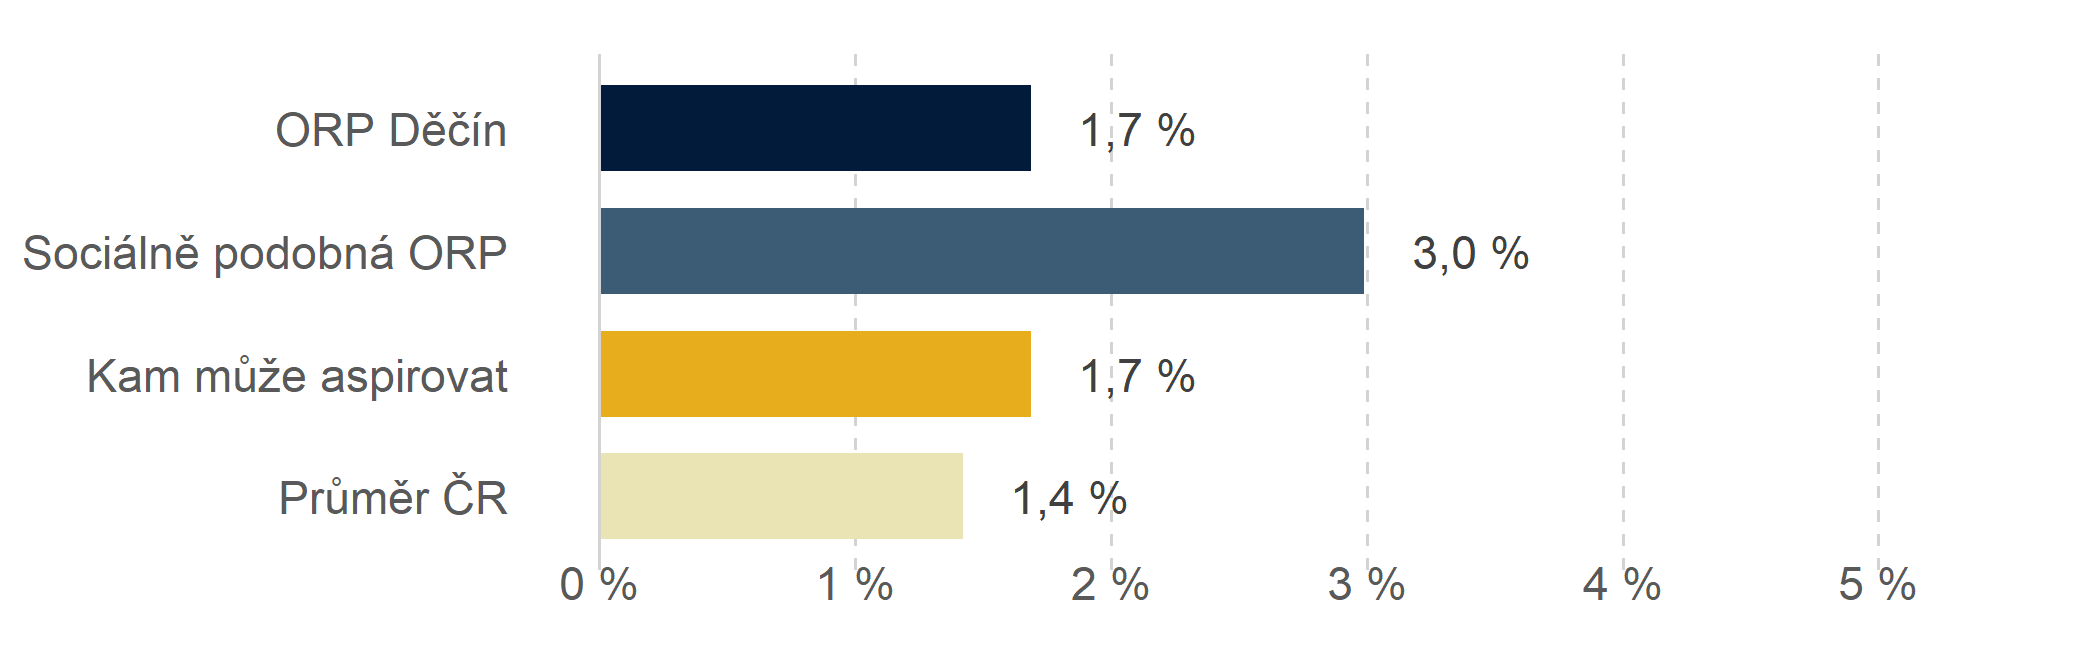 ORP Děčín 1,7 %
Sociálně podobná ORP 3,0 %
Kam může aspirovat 1,7 %
Průměr ČR 1,4 %
0 % 1 % 2 % 3 % 4 % 5 %